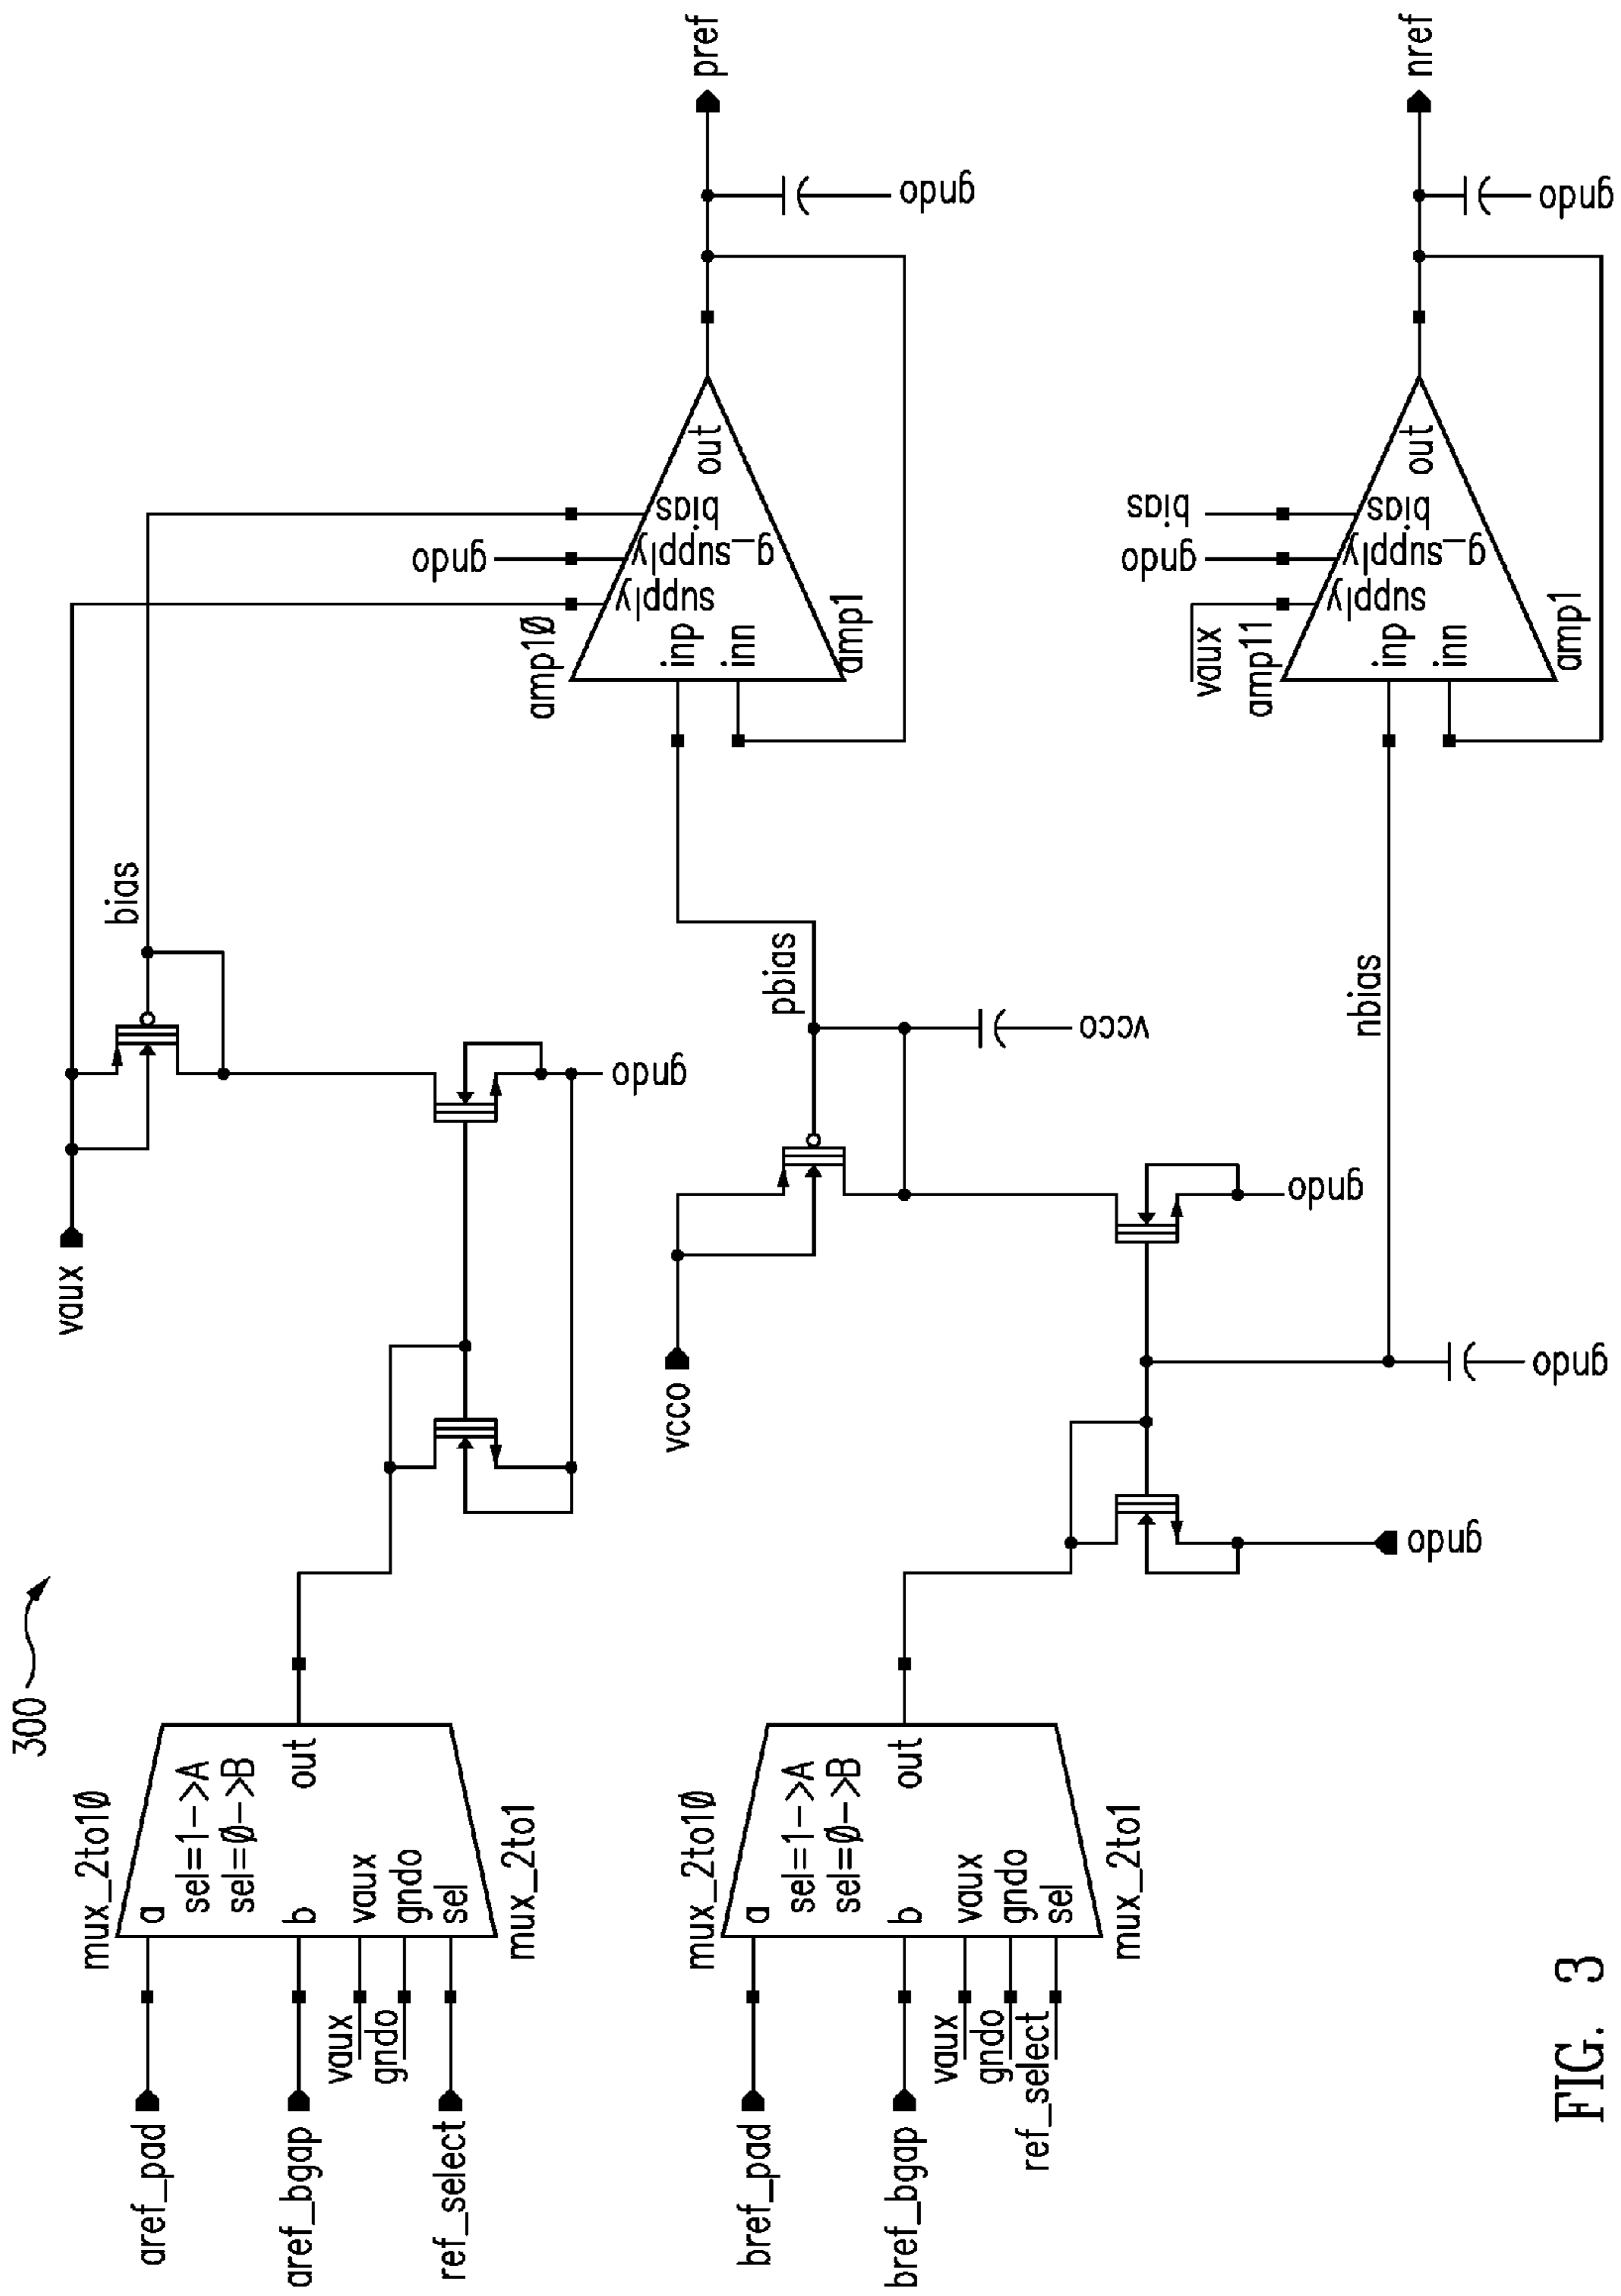 300
aref_pad
aref_bgap
vaux
gndo
ref_select
mux_2to10
a
sel=1->A
sel=0->B
b
out
vaux
gndo
sel
mux_2to1
vaux
bias
gndo
gndo
amp10
supply
g_supply
bias
inp
inn
out
amp1
pref
gndo
bref_pad
bref_bgap
vaux
gndo
ref_select
mux_2to10
a
sel=1->A
sel=0->B
b
out
vaux
gndo
sel
mux_2to1
vcco
pbias
vcco
gndo
gndo
gndo
nbias
vaux
gndo
bias
amp11
supply
g_supply
bias
inp
inn
out
amp1
nref
gndo
FIG. 3